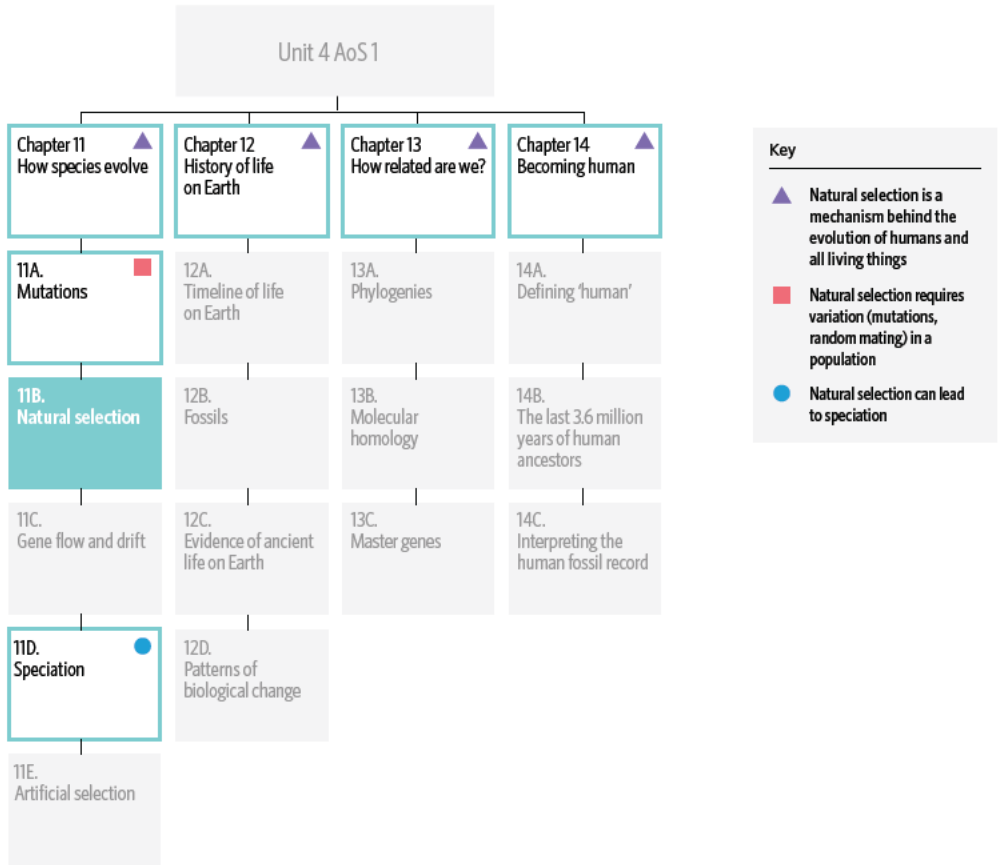 Unit 4 AoS 1
Chapter 11
How species evolve
Chapter 12
History of life
on Earth
Chapter 13
How related are we?
Chapter 14
Becoming human
11A.
Mutations
12A.
Timeline of life
on Earth
13A.
Phylogenies
14A.
Defining 'human'
11B.
Natural selection
12B.
Fossils
13B.
Molecular
homology
14B.
The last 3.6 million
years of human
ancestors
11C.
Gene flow and drift
12C.
Evidence of ancient
life on Earth
13C.
Master genes
14C.
Interpreting the
human fossil record
11D.
Speciation
12D.
Patterns of
biological change
11E.
Artificial selection
Key
Natural selection is a
mechanism behind the
evolution of humans and
all living things
Natural selection requires
variation (mutations,
random mating) in a
population
Natural selection can lead
to speciation